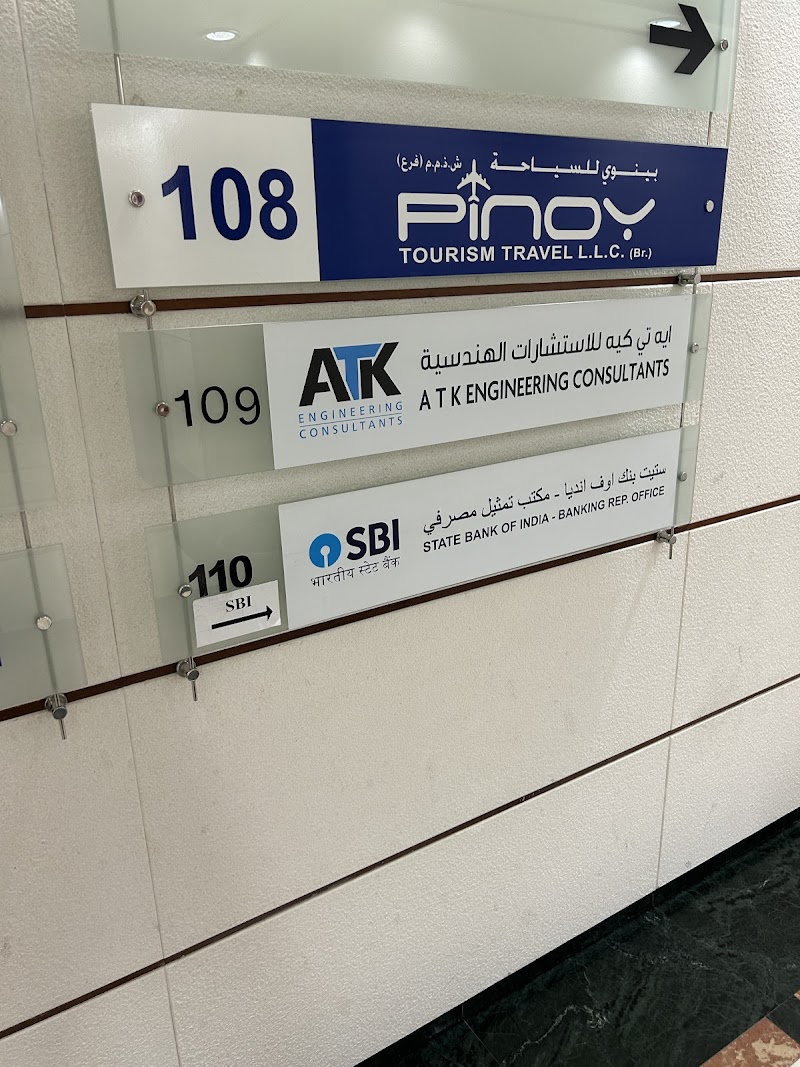 108
بينوي للسياحة ش.ذ.م.م (فرع)
PINOY
TOURISM TRAVEL L.L.C. (Br.)
109
ATK
ENGINEERING
CONSULTANTS
ايه تي كيه للاستشارات الهندسية
A T K ENGINEERING CONSULTANTS
110
SBI
SBI
भारतीय स्टेट बैंक
ستيت بنك اوف انديا - مكتب تمثيل مصرفي
STATE BANK OF INDIA - BANKING REP. OFFICE